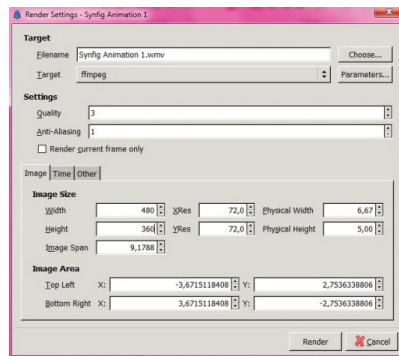 Render Settings - Synfig Animation 1
Target
Filename Synfig Animation 1.wmv Choose...
Target ffmpeg Parameters...
Settings
Quality 3
Anti-Aliasing 1
Render current frame only
Image Time Other
Image Size
Width 480 XRes 72,0 Physical Width 6,67
Height 360 YRes 72,0 Physical Height 5,00
Image Span 9,1788
Image Area
Top Left X: -3,6715118408 Y: 2,7536338806
Bottom Right X: 3,6715118408 Y: -2,7536338806
Render Cancel